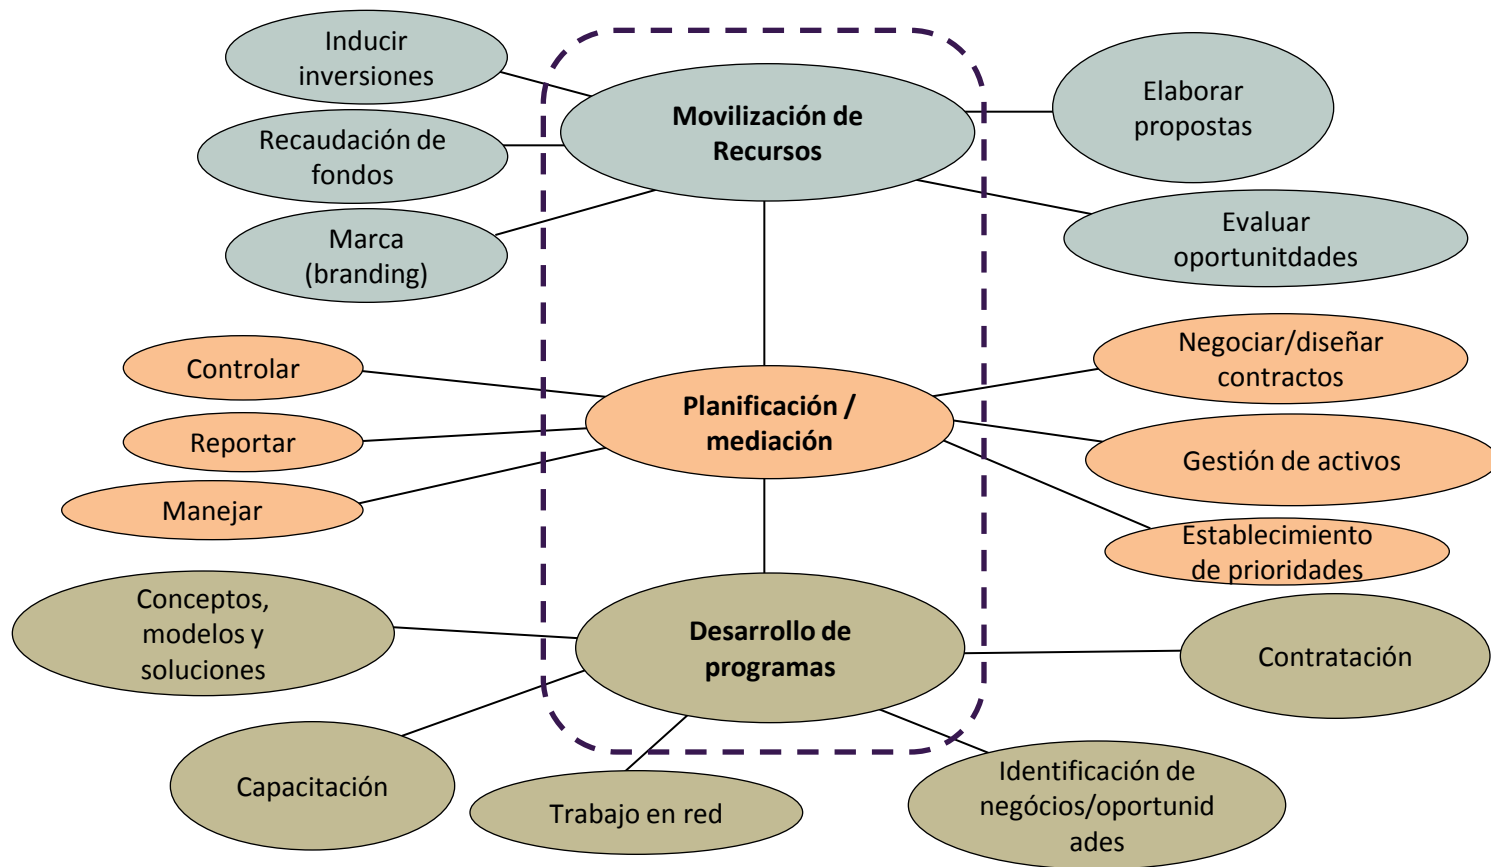 Inducir
inversiones
Movilización de
Recursos
Elaborar
propostas
Recaudación de
fondos
Marca
(branding)
Evaluar
oportunitdades
Controlar
Reportar
Manejar
Planificación /
mediación
Negociar/diseñar
contractos
Gestión de activos
Establecimiento
de prioridades
Conceptos,
modelos y
soluciones
Desarrollo de
programas
Contratación
Capacitación
Trabajo en red
Identificación de
negócios/oportunid
ades